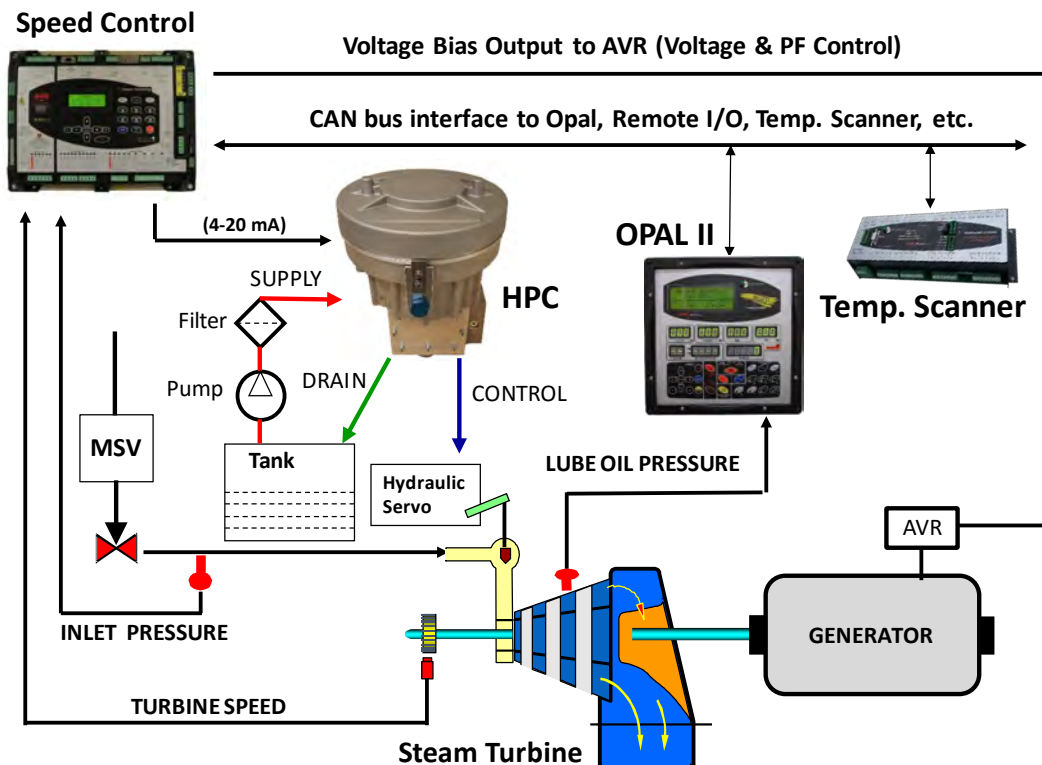 Speed Control
Voltage Bias Output to AVR (Voltage & PF Control)
CAN bus interface to Opal, Remote I/O, Temp. Scanner, etc.
(4-20 mA)
OPAL II
SUPPLY
HPC
Temp. Scanner
Filter
DRAIN
Pump
CONTROL
MSV
Tank
LUBE OIL PRESSURE
Hydraulic
Servo
AVR
INLET PRESSURE
GENERATOR
TURBINE SPEED
Steam Turbine